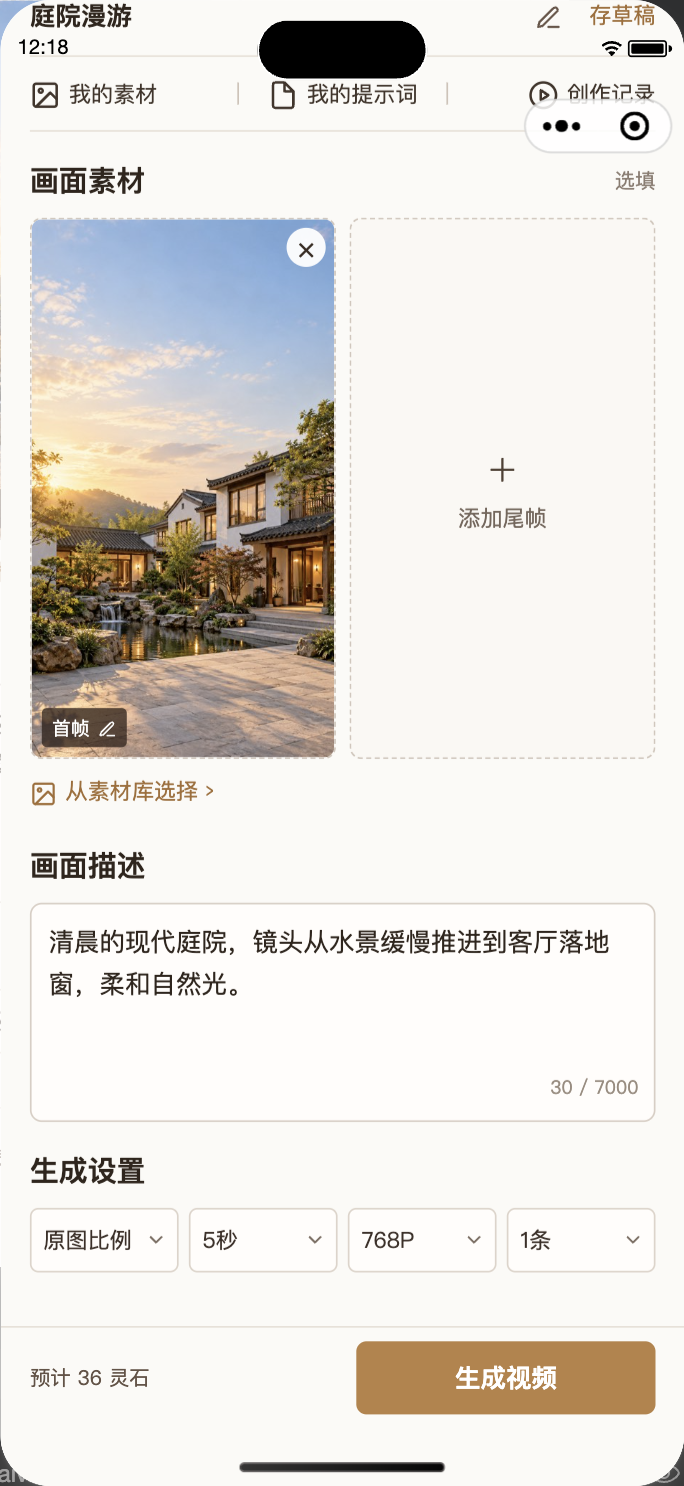 庭院漫游
存草稿
12:18
我的素材
我的提示词
创作记录
画面素材
选填
添加尾帧
首帧
从素材库选择 >
画面描述
清晨的现代庭院，镜头从水景缓慢推进到客厅落地
窗，柔和自然光。
30 / 7000
生成设置
原图比例
5秒
768P
1条
预计 36 灵石
生成视频